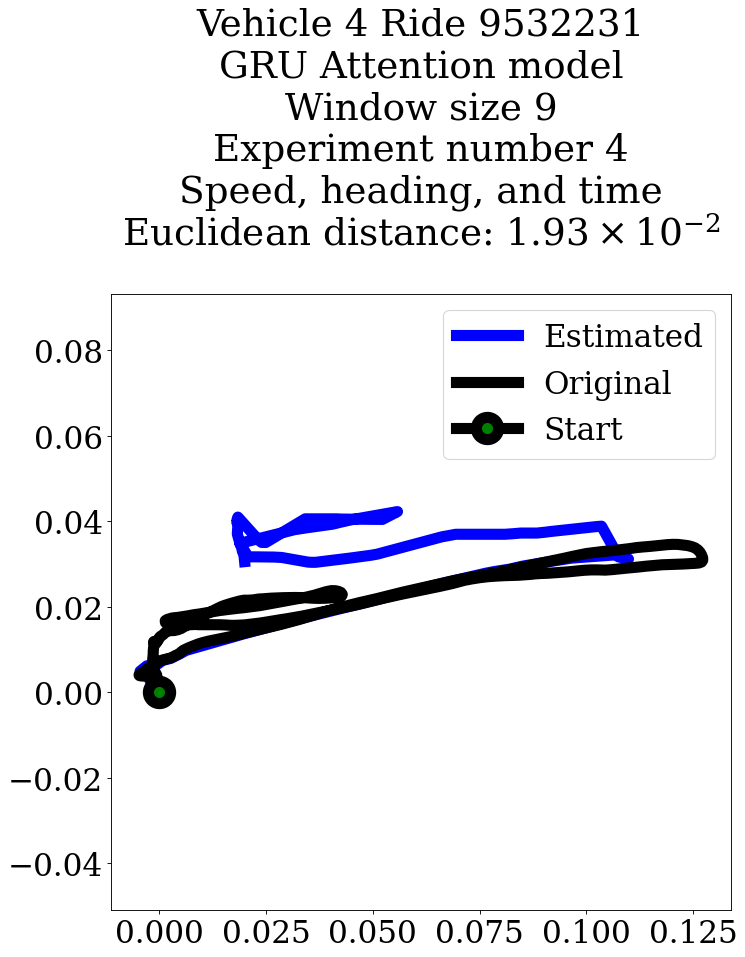 Vehicle 4 Ride 9532231
GRU Attention model
Window size 9
Experiment number 4
Speed, heading, and time
Euclidean distance: 1.93 × 10⁻²
Estimated
Original
Start
0.08
0.06
0.04
0.02
0.00
−0.02
−0.04
0.000 0.025 0.050 0.075 0.100 0.125